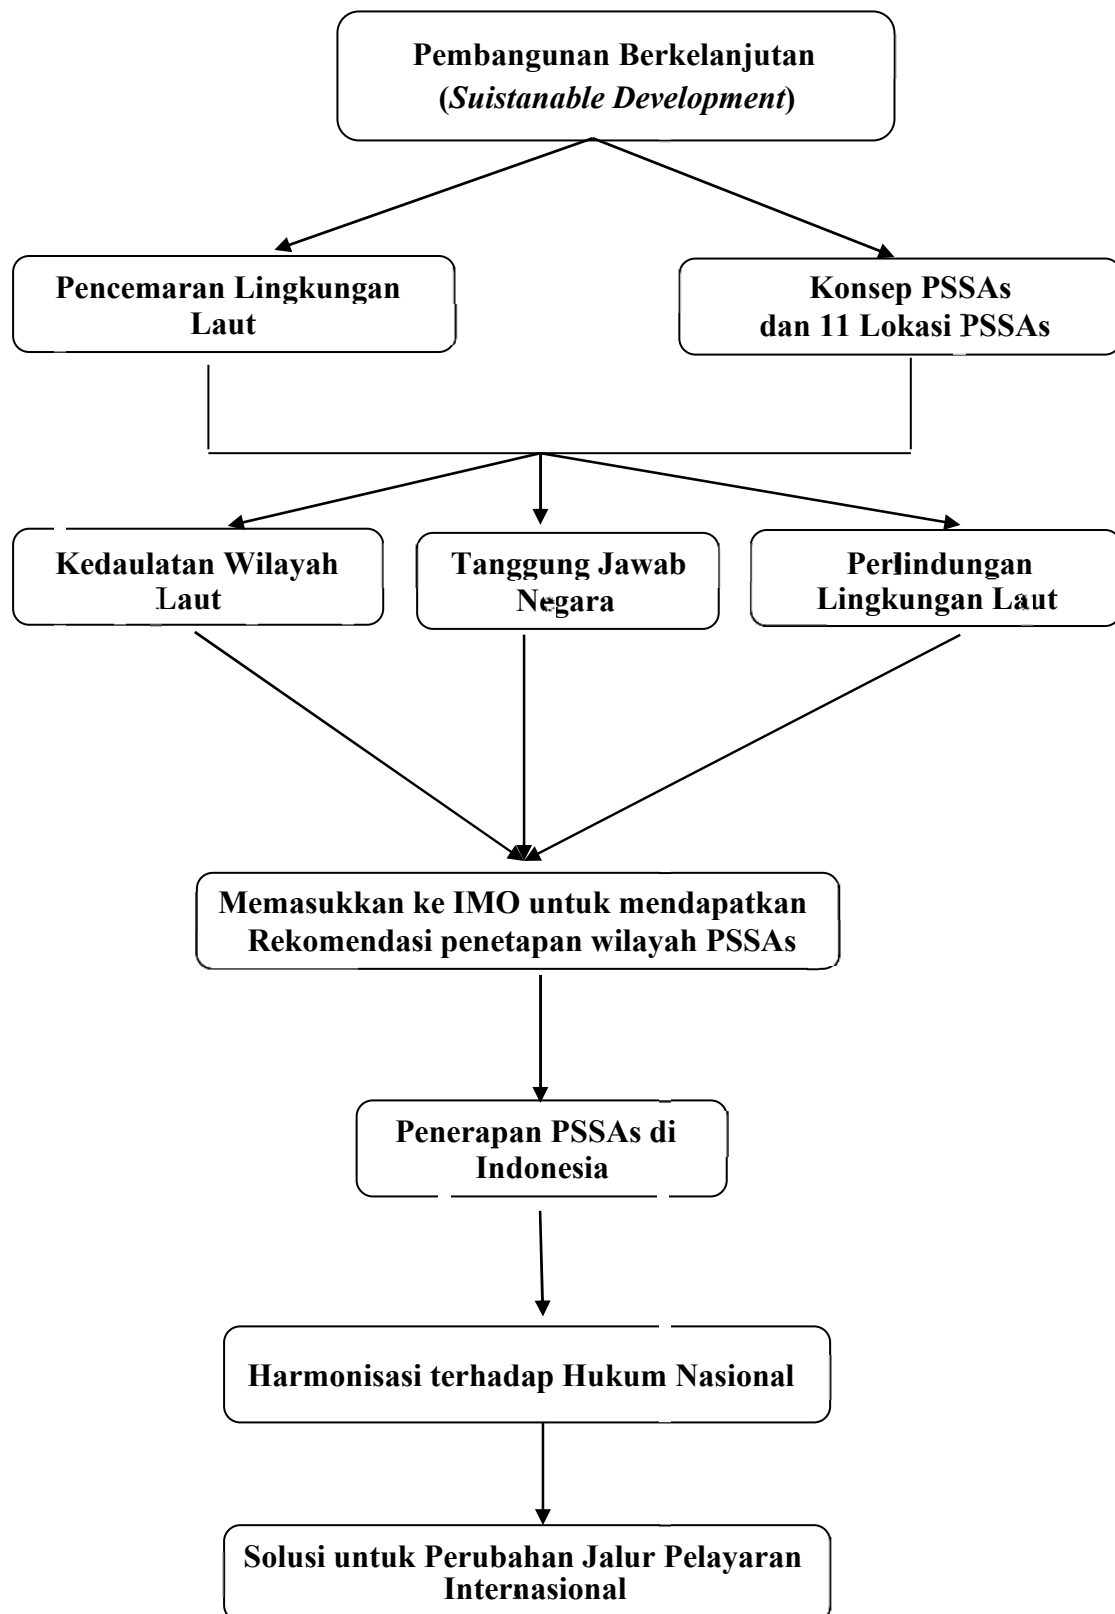 Pembangunan Berkelanjutan
(Suistanable Development)
Pencemaran Lingkungan
Laut
Konsep PSSAs
dan 11 Lokasi PSSAs
Kedaulatan Wilayah
Laut
Tanggung Jawab
Negara
Perlindungan
Lingkungan Laut
Memasukkan ke IMO untuk mendapatkan
Rekomendasi penetapan wilayah PSSAs
Penerapan PSSAs di
Indonesia
Harmonisasi terhadap Hukum Nasional
Solusi untuk Perubahan Jalur Pelayaran
Internasional